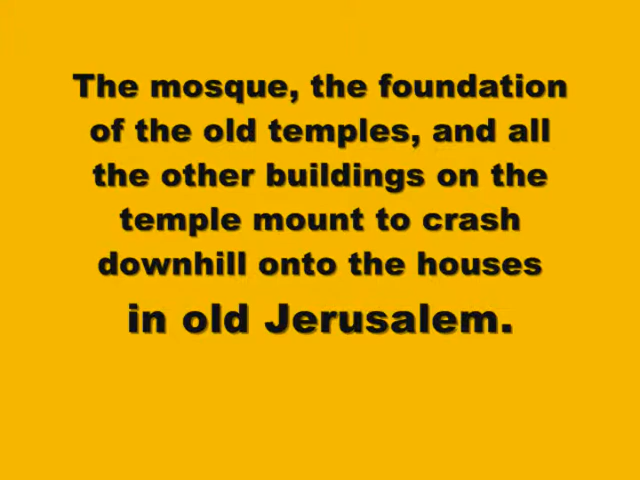 The mosque, the foundation
of the old temples, and all
the other buildings on the
temple mount to crash
downhill onto the houses
in old Jerusalem.